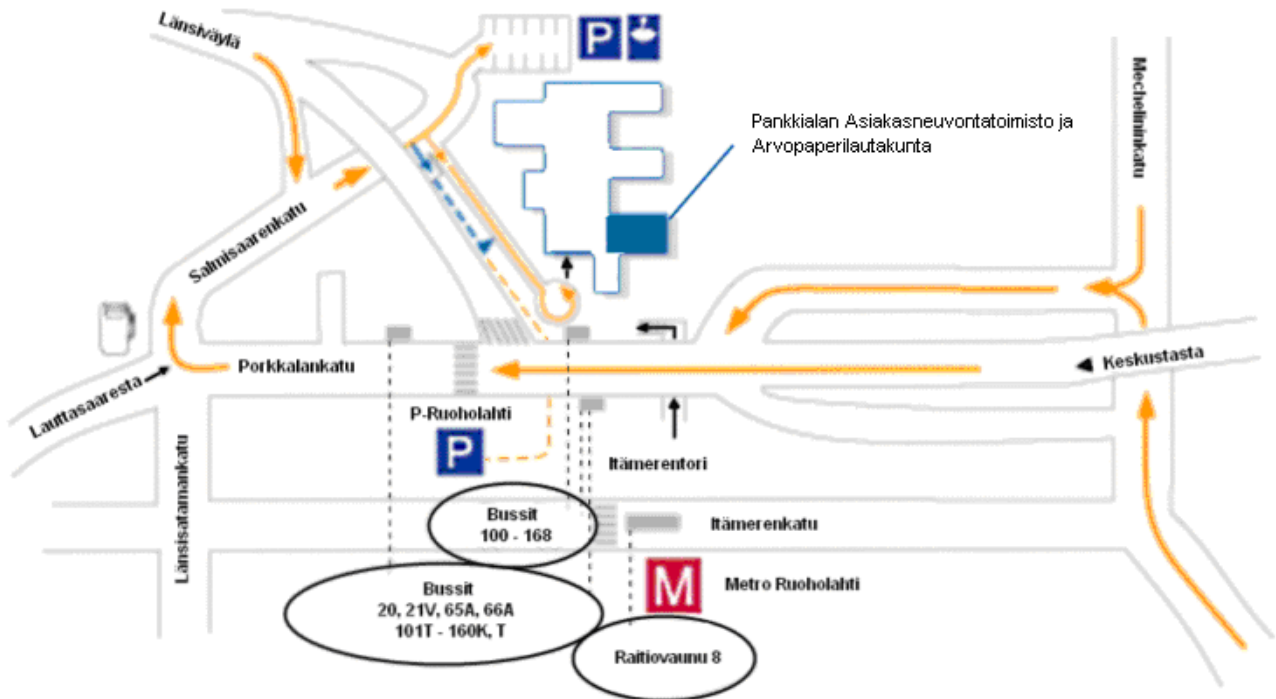 Länsiväylä
P
Mechelininkatu
Pankkialan Asiakasneuvontatoimisto ja
Arvopaperilautakunta
Salmisaarenkatu
Porkkalankatu
Keskustasta
Lauttasaaresta
P-Ruoholahti
P
Itämerentori
Länsisatamankatu
Bussit
100 - 168
Itämerenkatu
Bussit
20, 21V, 65A, 66A
101T - 160K, T
M
Metro Ruoholahti
Raitiovaunu 8